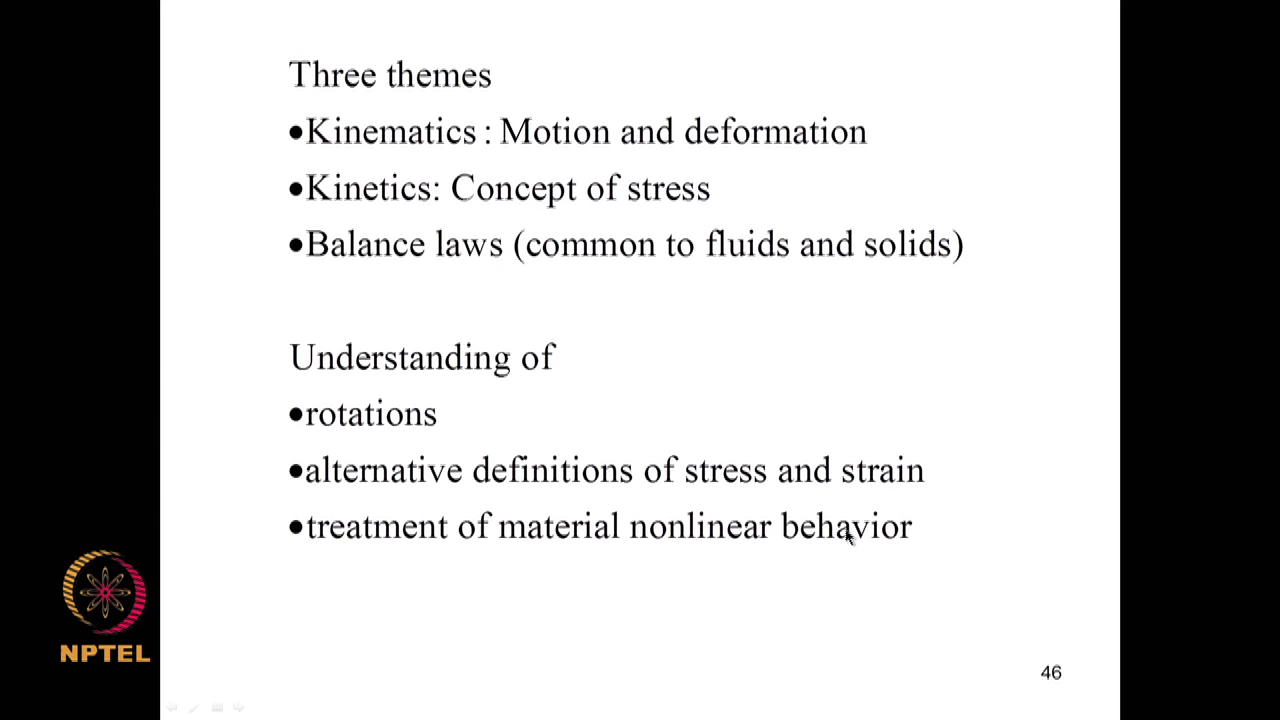 Three themes
•Kinematics : Motion and deformation
•Kinetics: Concept of stress
•Balance laws (common to fluids and solids)
Understanding of
•rotations
•alternative definitions of stress and strain
•treatment of material nonlinear behavior
NPTEL
46